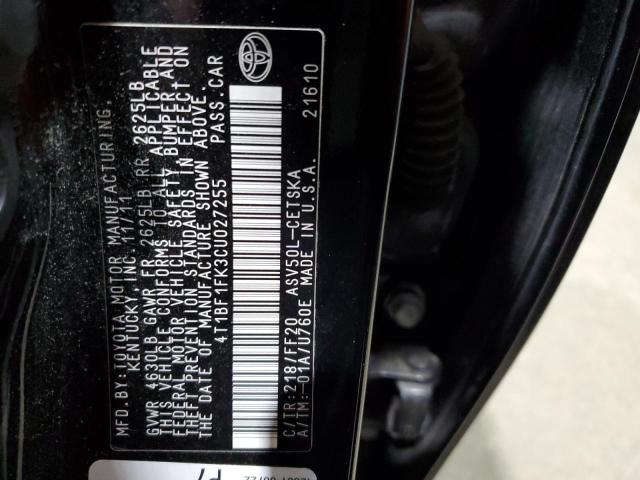 MFD.BY:TOYOTA MOTOR MANUFACTURING,
KENTUCKY, INC. 11/11
GVWR 4630LB GAWR FR 2625LB RR 2625LB
THIS VEHICLE CONFORMS TO ALL APPLICABLE
FEDERAL MOTOR VEHICLE SAFETY BUMPER AND
THEFT PREVENTION STANDARDS IN EFFECT ON
THE DATE OF MANUFACTURE SHOWN ABOVE.
4T1BF1FK3CU027255 PASS.CAR
C/TR:218/FF20 ASV50L-CETSKA
A/TM:-01A/U760E MADE IN U.S.A. 21610